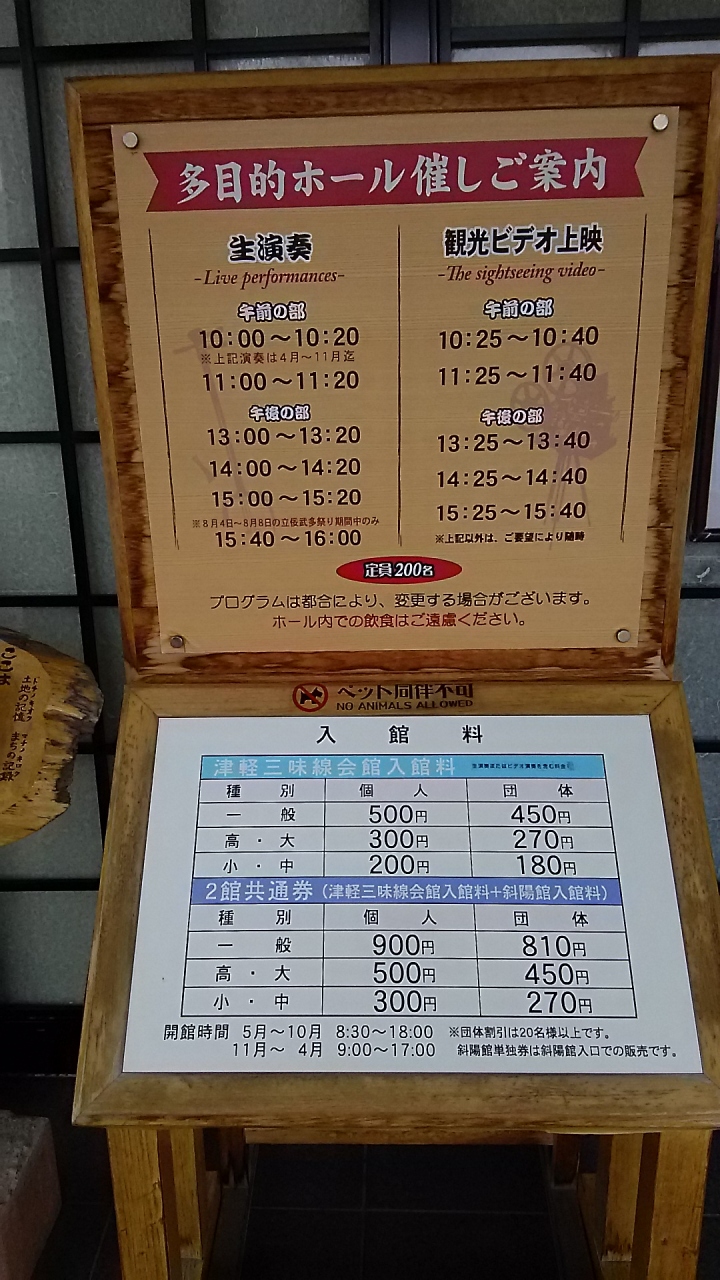 多目的ホール催しご案内
生演奏
-Live performances-
午前の部
10:00～10:20
※上記演奏は4月～11月迄
11:00～11:20
午後の部
13:00～13:20
14:00～14:20
15:00～15:20
※8月4日～8月8日の立佞武多祭り期間中のみ
15:40～16:00
観光ビデオ上映
-The sightseeing video-
午前の部
10:25～10:40
11:25～11:40
午後の部
13:25～13:40
14:25～14:40
15:25～15:40
※上記以外は、ご要望により随時
定員200名
プログラムは都合により、変更する場合がございます。
ホール内での飲食はご遠慮ください。
ペット同伴不可
NO ANIMALS ALLOWED
入館料
津軽三味線会館入館料
種別 個人 団体
一般 500円 450円
高・大 300円 270円
小・中 200円 180円
2館共通券(津軽三味線会館入館料+斜陽館入館料)
種別 個人 団体
一般 900円 810円
高・大 500円 450円
小・中 300円 270円
開館時間 5月～10月 8:30～18:00 ※団体割引は20名様以上です。
11月～ 4月 9:00～17:00 斜陽館単独券は斜陽館入口での販売です。
土地の記憶
まちの記録